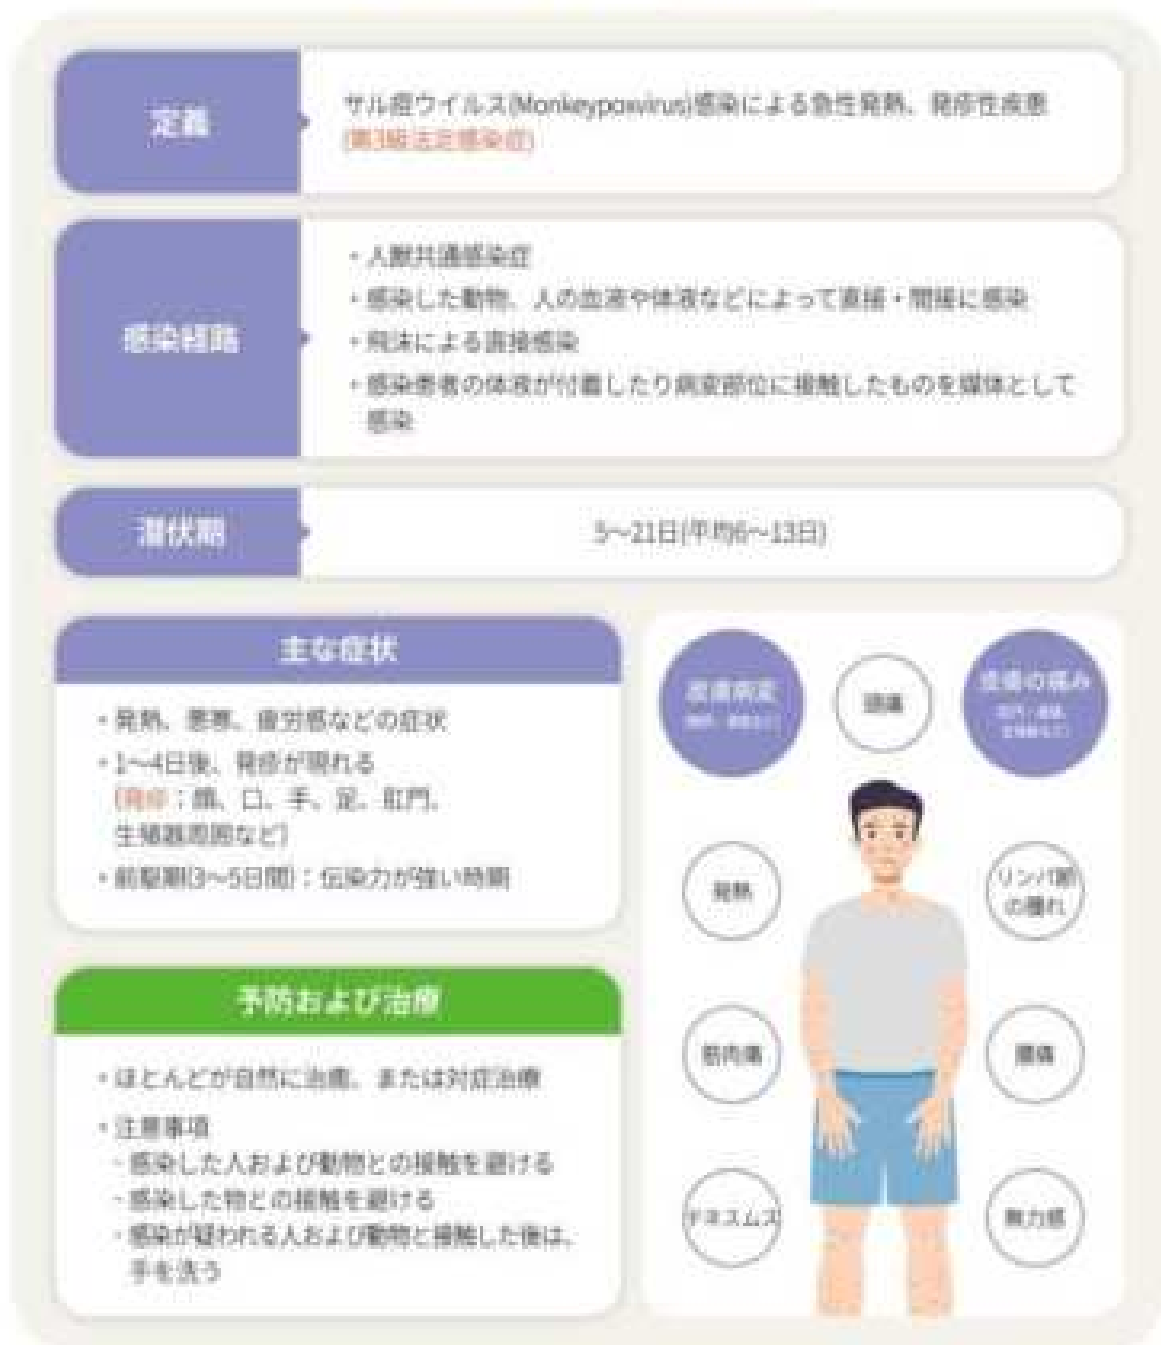 定義
サル痘ウイルス(Monkeypoxvirus)感染による急性発熱、発疹性疾患
(第3級法定感染症)
感染経路
・人獣共通感染症
・感染した動物、人の血液や体液などによって直接・間接に感染
・飛沫による直接感染
・感染患者の体液が付着したり病変部位に接触したものを媒体として
感染
潜伏期
5〜21日(平均6〜13日)
主な症状
・発熱、悪寒、疲労感などの症状
・1〜4日後、発疹が現れる
(発疹：顔、口、手、足、肛門、
生殖器周囲など)
・前駆期(3〜5日間)：伝染力が強い時期
予防および治療
・ほとんどが自然に治癒、または対症治療
・注意事項
- 感染した人および動物との接触を避ける
- 感染した物との接触を避ける
- 感染が疑われる人および動物と接触した後は、
手を洗う
皮膚病変
頭痛
皮膚の痛み
発熱
リンパ節
の腫れ
筋肉痛
腰痛
テネスムス
無力感